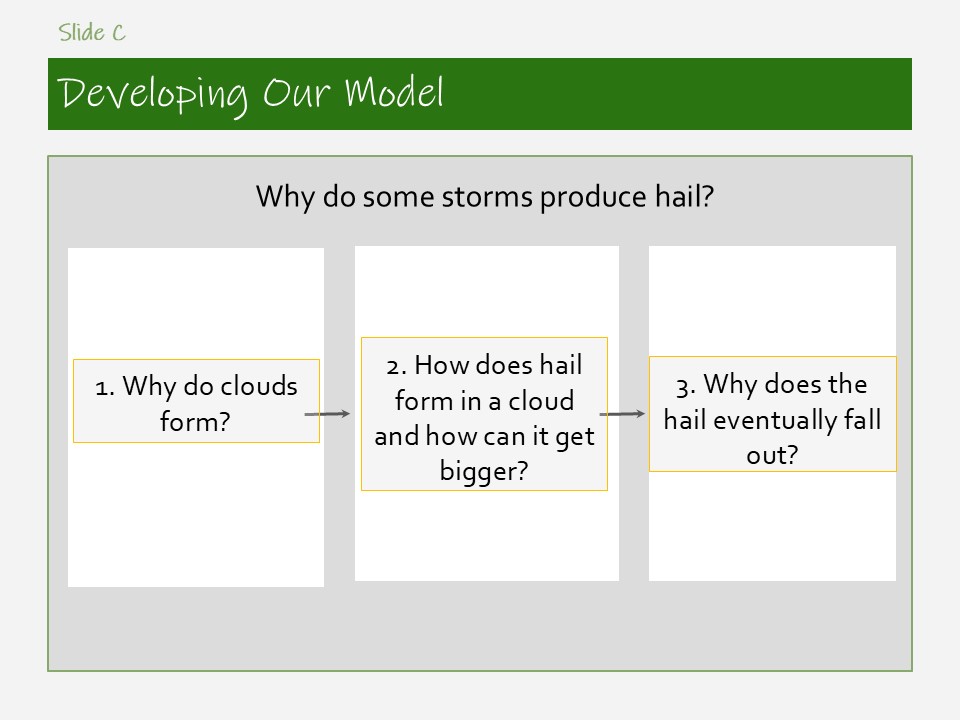 Slide C
Developing Our Model
Why do some storms produce hail?
1. Why do clouds
form?
2. How does hail
form in a cloud
and how can it get
bigger?
3. Why does the
hail eventually fall
out?